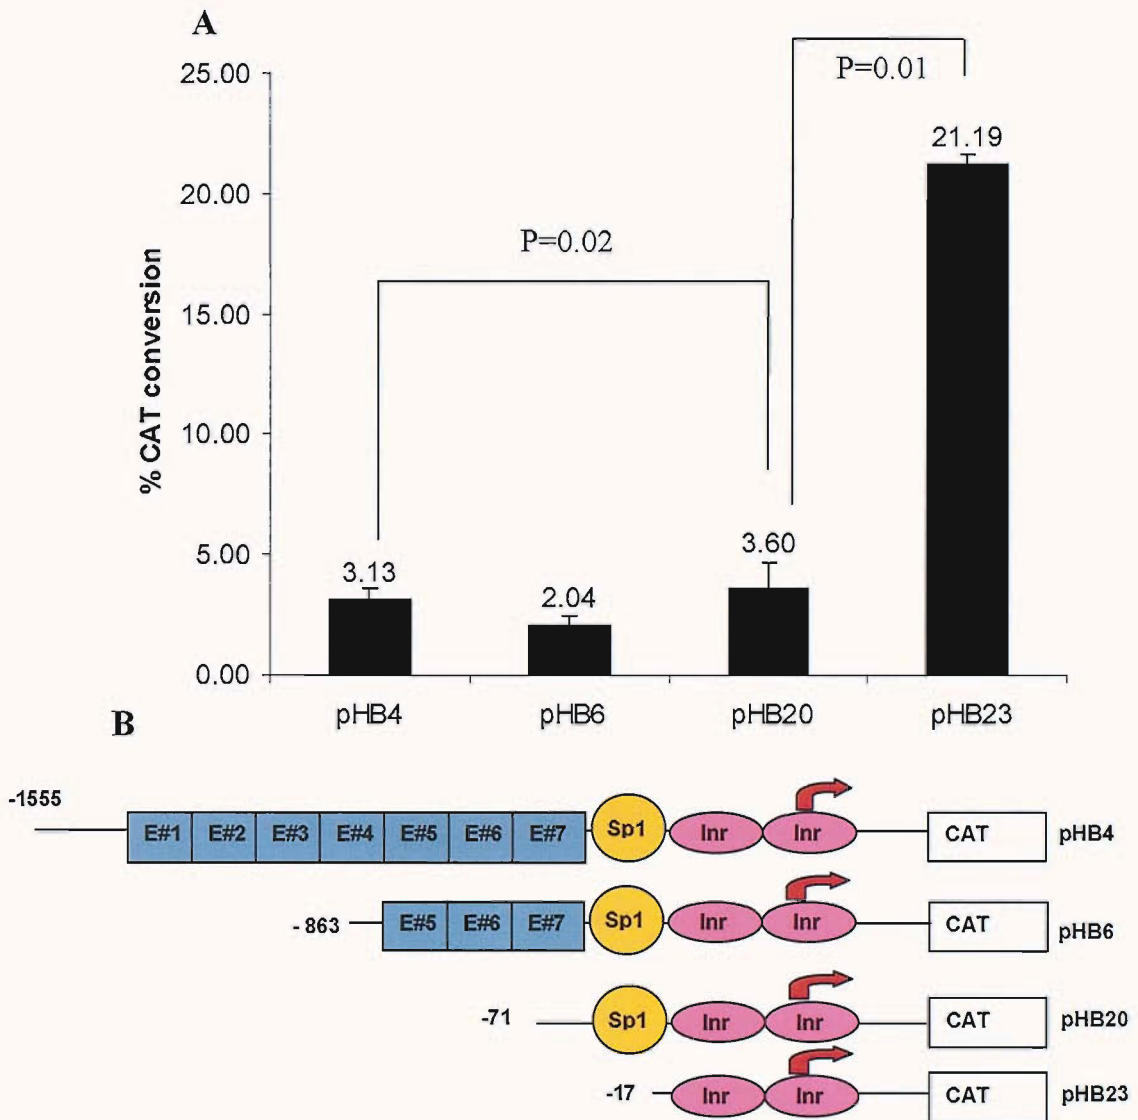 A
P=0.01
25.00
21.19
20.00
P=0.02
15.00
% CAT conversion
10.00
5.00
3.13
2.04
3.60
0.00
pHB4 pHB6 pHB20 pHB23
B
-1555
E#1 E#2 E#3 E#4 E#5 E#6 E#7 Sp1 Inr Inr CAT pHB4
- 863 E#5 E#6 E#7 Sp1 Inr Inr CAT pHB6
-71 Sp1 Inr Inr CAT pHB20
-17 Inr Inr CAT pHB23